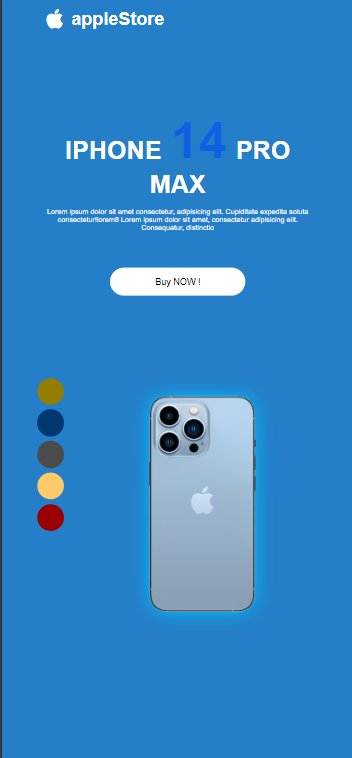 appleStore
IPHONE 14 PRO
MAX
Lorem ipsum dolor sit amet consectetur, adipisicing elit. Cupiditate expedita soluta
consectetur!lorem8 Lorem ipsum dolor sit amet, consectetur adipisicing elit.
Consequatur, distinctio
Buy NOW !